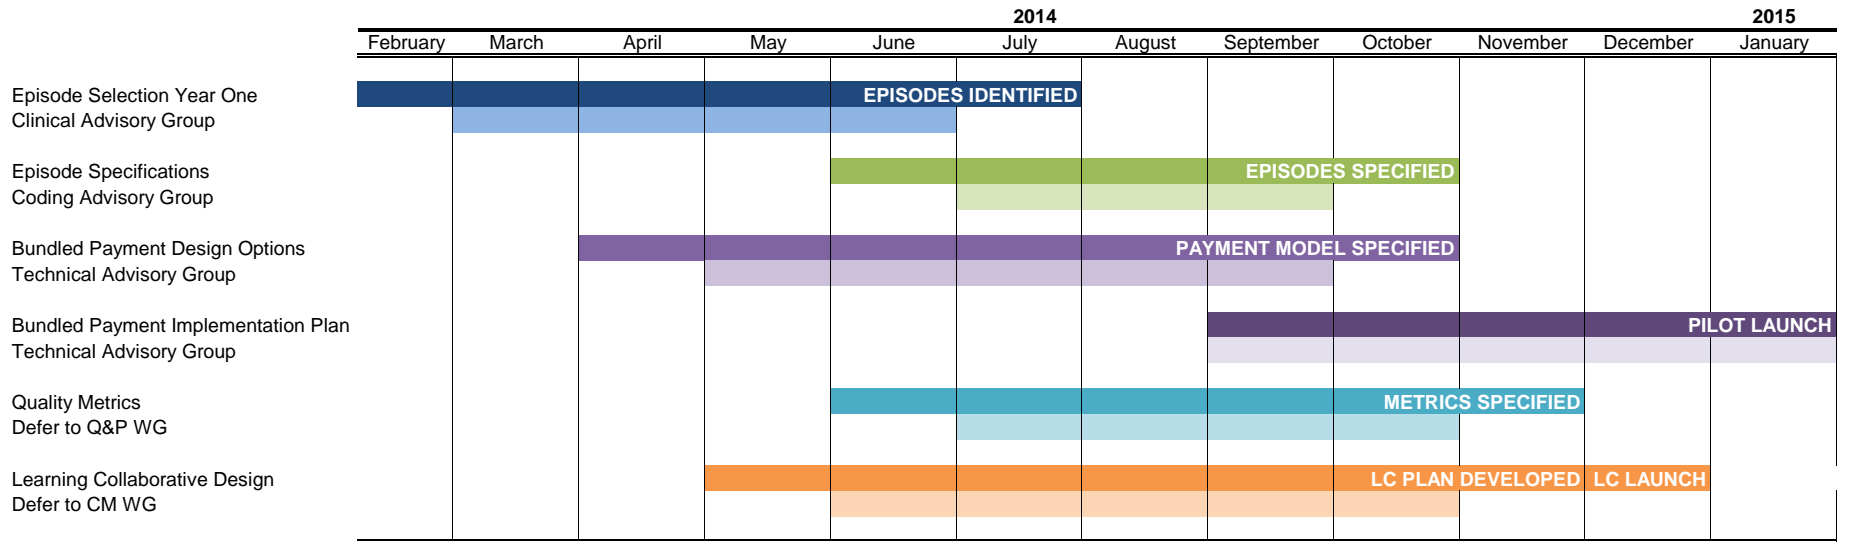 2014 2015
February March April May June July August September October November December January
Episode Selection Year One EPISODES IDENTIFIED
Clinical Advisory Group
Episode Specifications EPISODES SPECIFIED
Coding Advisory Group
Bundled Payment Design Options PAYMENT MODEL SPECIFIED
Technical Advisory Group
Bundled Payment Implementation Plan PILOT LAUNCH
Technical Advisory Group
Quality Metrics METRICS SPECIFIED
Defer to Q&P WG
Learning Collaborative Design LC PLAN DEVELOPED LC LAUNCH
Defer to CM WG